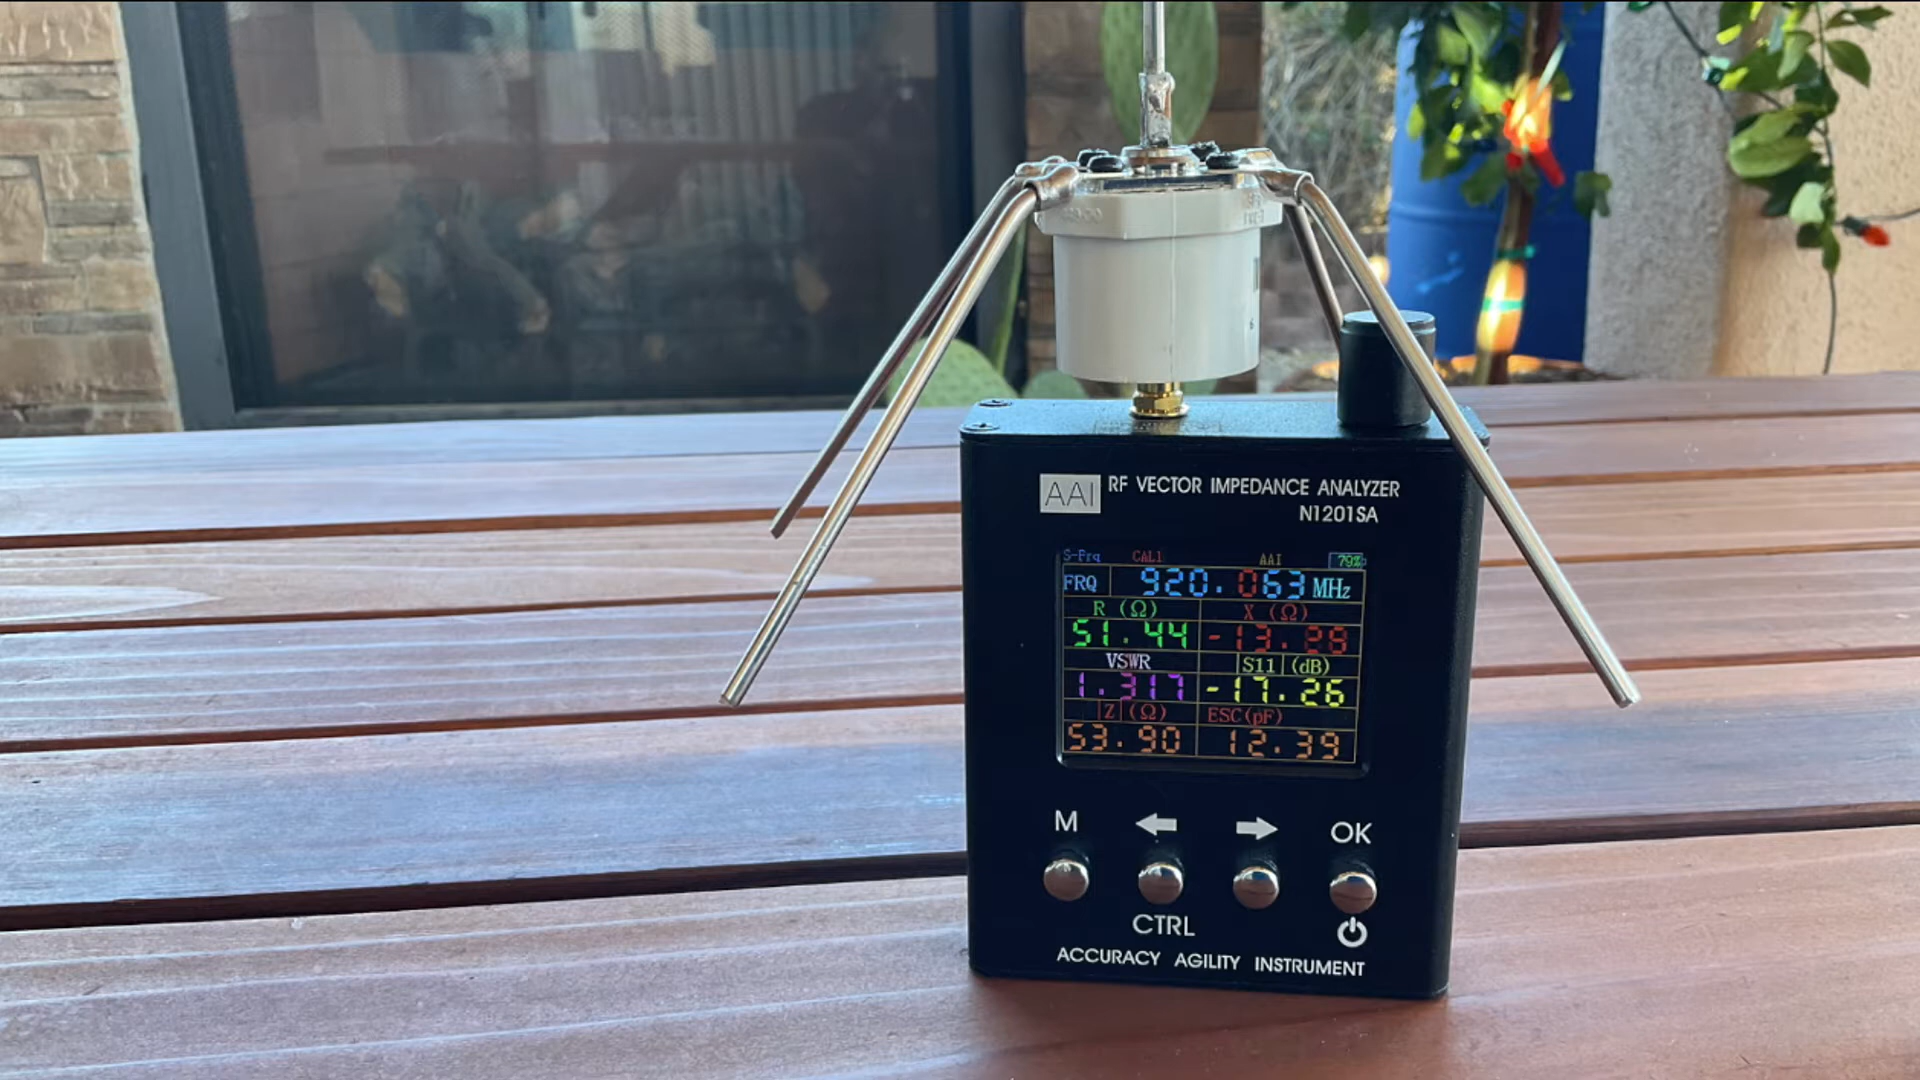 AAI RF VECTOR IMPEDANCE ANALYZER
N1201SA
S-Frq CAL1 AAI 79%
FRQ 920.063 MHz
R (Ω) X (Ω)
51.44 -13.29
VSWR |S11| (dB)
1.317 -17.26
|Z| (Ω) ESC(pF)
53.90 12.39
M ← → OK
CTRL
ACCURACY AGILITY INSTRUMENT